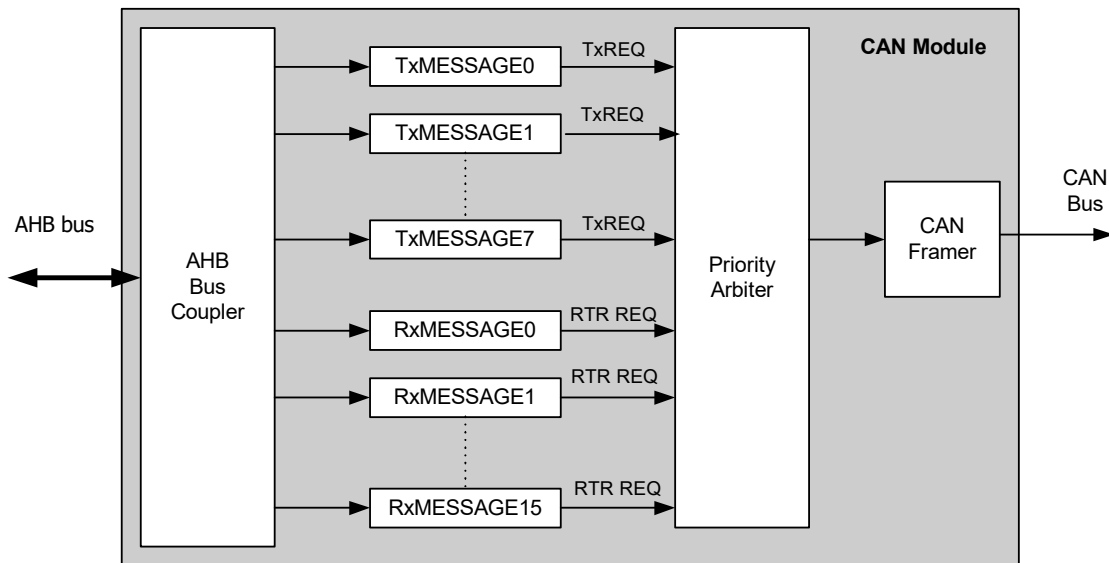 CAN Module
AHB bus
AHB
Bus
Coupler
TxMESSAGE0
TxREQ
TxMESSAGE1
TxREQ
TxMESSAGE7
TxREQ
RxMESSAGE0
RTR REQ
RxMESSAGE1
RTR REQ
RxMESSAGE15
RTR REQ
Priority
Arbiter
CAN
Framer
CAN
Bus